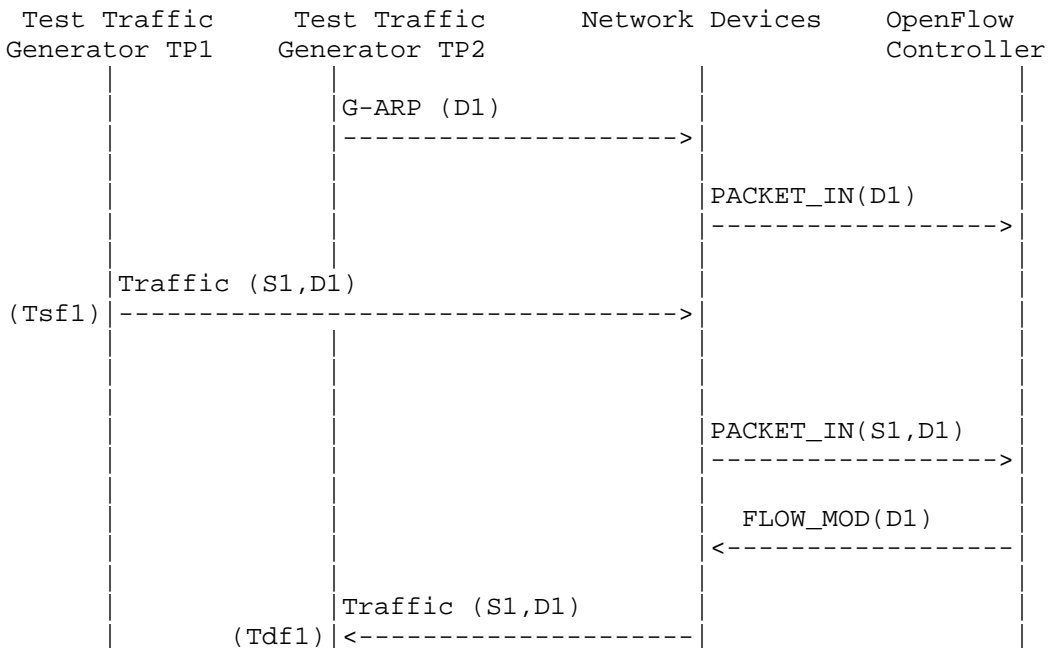 Test Traffic Test Traffic Network Devices OpenFlow
Generator TP1 Generator TP2 Controller
G-ARP (D1)
PACKET_IN(D1)
Traffic (S1,D1)
(Tsf1)
PACKET_IN(S1,D1)
FLOW_MOD(D1)
Traffic (S1,D1)
(Tdf1)